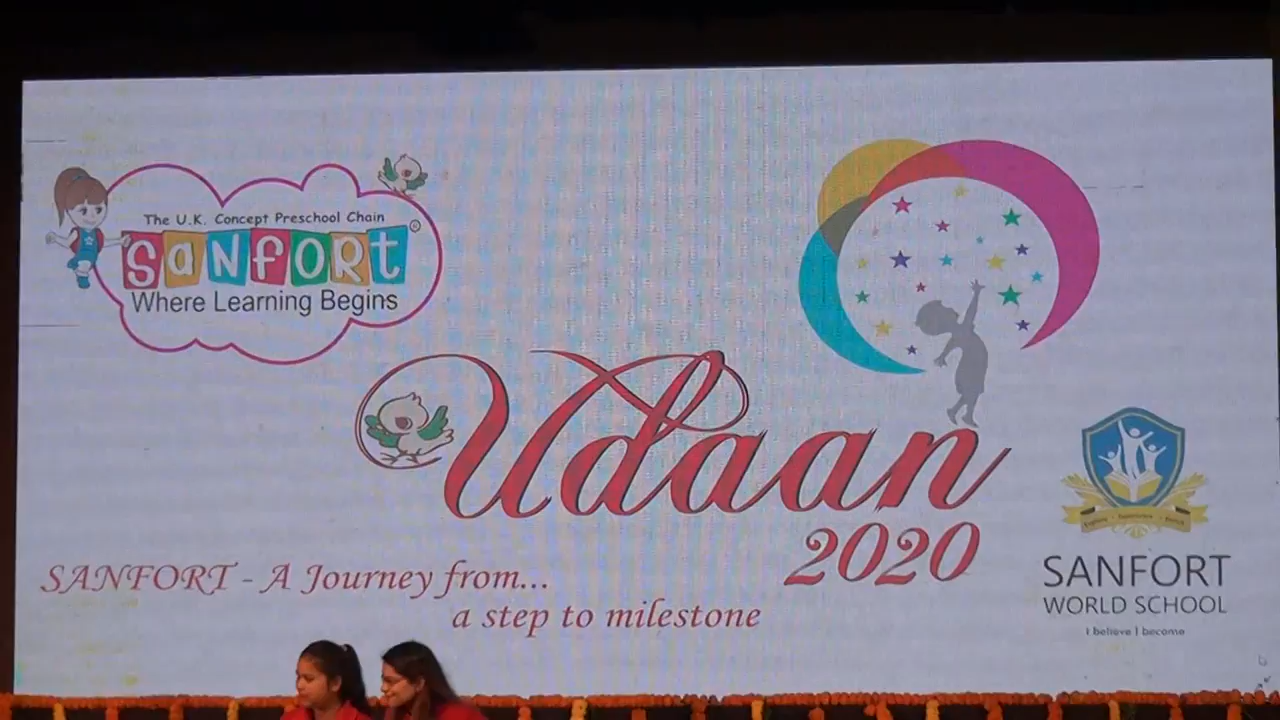 The U.K. Concept Preschool Chain
SANFORT®
Where Learning Begins
Udaan
2020
SANFORT - A Journey from...
a step to milestone
SANFORT
WORLD SCHOOL
I believe I become